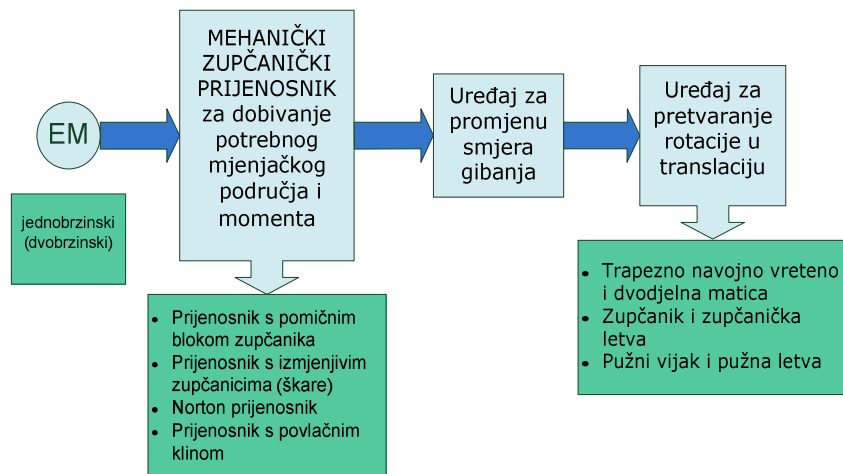 EM
jednobrzinski
(dvobrzinski)
MEHANIČKI
ZUPČANIČKI
PRIJENOSNIK
za dobivanje
potrebnog
mjenjačkog
područja i
momenta
• Prijenosnik s pomičnim
blokom zupčanika
• Prijenosnik s izmjenjivim
zupčanicima (škare)
• Norton prijenosnik
• Prijenosnik s povlačnim
klinom
Uređaj za
promjenu
smjera
gibanja
Uređaj za
pretvaranje
rotacije u
translaciju
• Trapezno navojno vreteno
i dvodjelna matica
• Zupčanik i zupčanička
letva
• Pužni vijak i pužna letva